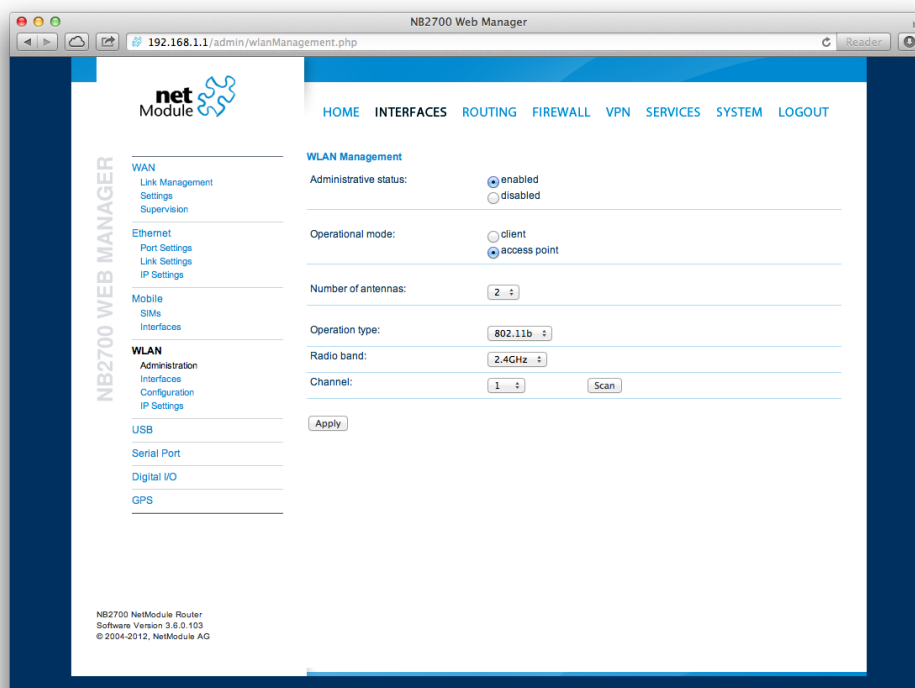 NB2700 Web Manager
192.168.1.1/admin/wlanManagement.php
Reader
net
Module
HOME INTERFACES ROUTING FIREWALL VPN SERVICES SYSTEM LOGOUT
NB2700 WEB MANAGER
WAN
Link Management
Settings
Supervision
Ethernet
Port Settings
Link Settings
IP Settings
Mobile
SIMs
Interfaces
WLAN
Administration
Interfaces
Configuration
IP Settings
USB
Serial Port
Digital I/O
GPS
WLAN Management
Administrative status: enabled
disabled
Operational mode: client
access point
Number of antennas: 2
Operation type: 802.11b
Radio band: 2.4GHz
Channel: 1 Scan
Apply
NB2700 NetModule Router
Software Version 3.6.0.103
© 2004-2012, NetModule AG